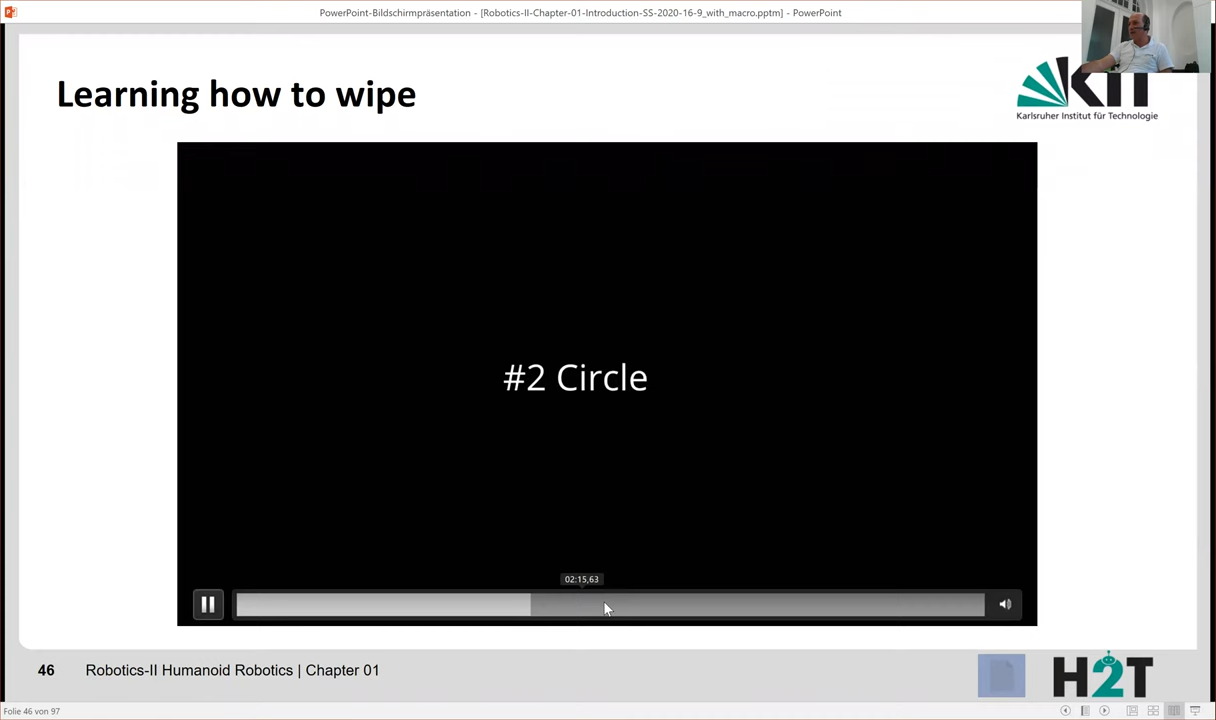 PowerPoint-Bildschirmpräsentation - [Robotics-II-Chapter-01-Introduction-SS-2020-16-9_with_macro.pptm] - PowerPoint
Learning how to wipe
KIT
Karlsruher Institut für Technologie
#2 Circle
02:15,63
46 Robotics-II Humanoid Robotics | Chapter 01
H2T
Folie 46 von 97